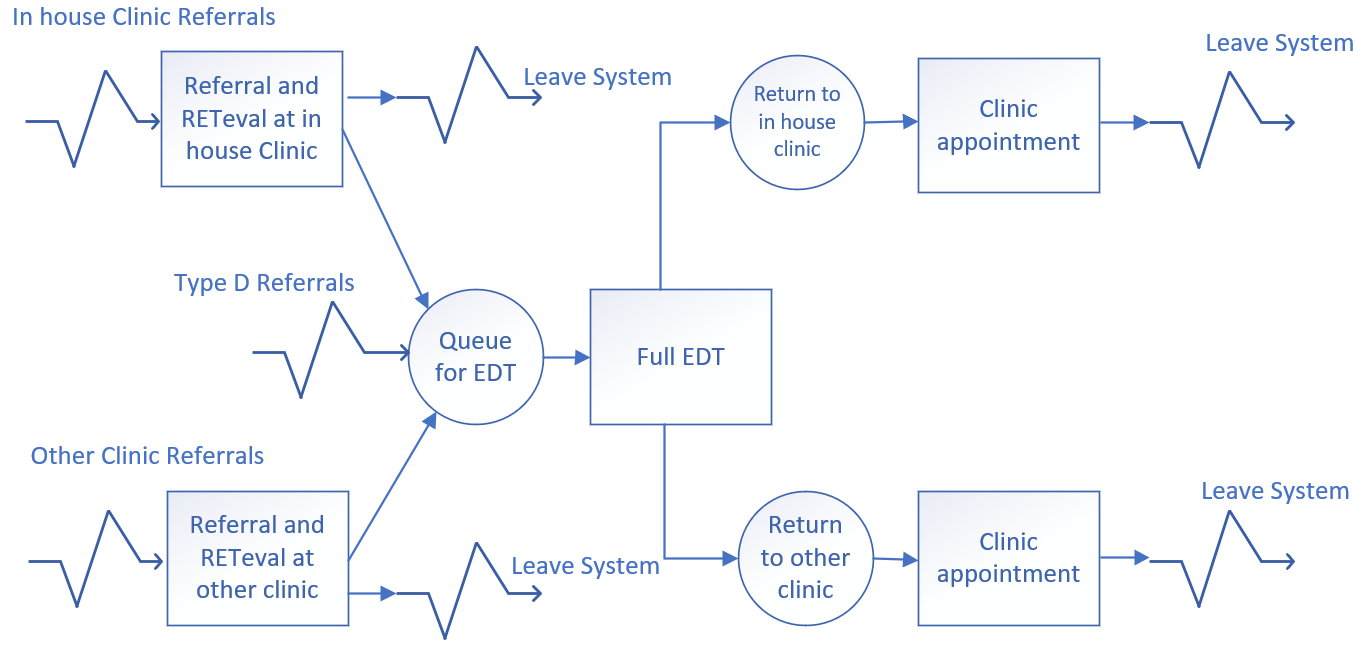 In house Clinic Referrals
Referral and
RETeval at in
house Clinic
Leave System
Return to
in house
clinic
Clinic
appointment
Leave System
Type D Referrals
Queue
for EDT
Full EDT
Other Clinic Referrals
Referral and
RETeval at
other clinic
Leave System
Return
to other
clinic
Clinic
appointment
Leave System